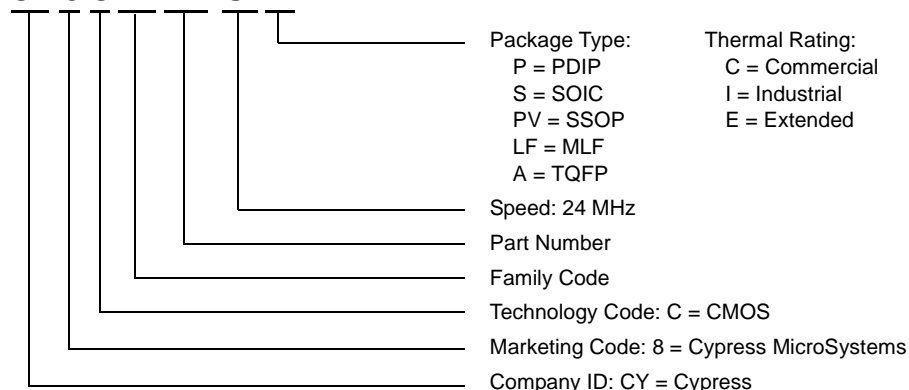 Package Type:
Thermal Rating:
P = PDIP
C = Commercial
S = SOIC
I = Industrial
PV = SSOP
E = Extended
LF = MLF
A = TQFP
Speed: 24 MHz
Part Number
Family Code
Technology Code: C = CMOS
Marketing Code: 8 = Cypress MicroSystems
Company ID: CY = Cypress